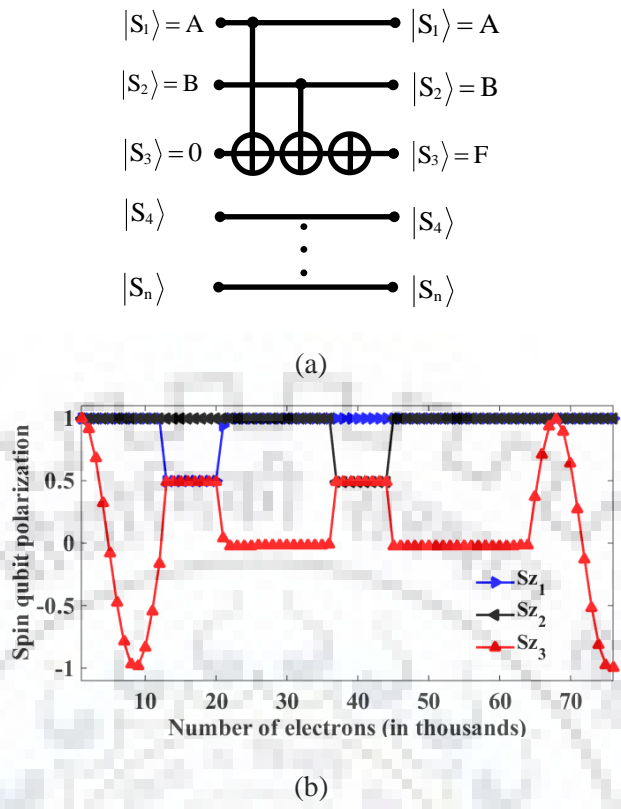 |S₁⟩ = A |S₁⟩ = A
|S₂⟩ = B |S₂⟩ = B
|S₃⟩ = 0 |S₃⟩ = F
|S₄⟩ |S₄⟩
|Sₙ⟩ |Sₙ⟩
(a)
Spin qubit polarization
1
0.5
0
-0.5
-1
Sz₁
Sz₂
Sz₃
10 20 30 40 50 60 70
Number of electrons (in thousands)
(b)